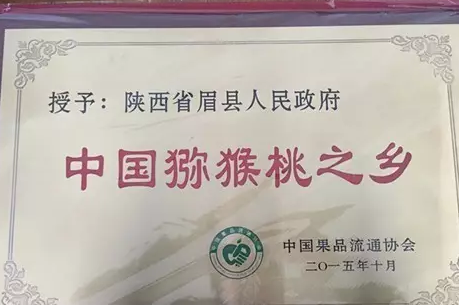 授予：陕西省眉县人民政府
中国猕猴桃之乡
中国果品流通协会
二〇一五年十月